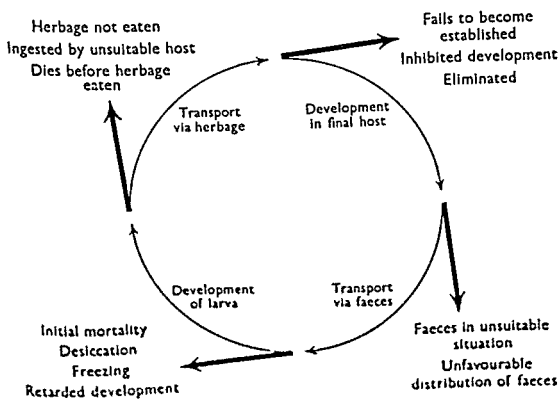 Herbage not eaten
Ingested by unsuitable host
Dies before herbage
eaten
Fails to become
established
Inhibited development
Eliminated
Transport
via herbage
Development
in final host
Development
of larva
Transport
via faeces
Initial mortality
Desiccation
Freezing
Retarded development
Faeces in unsuitable
situation
Unfavourable
distribution of faeces